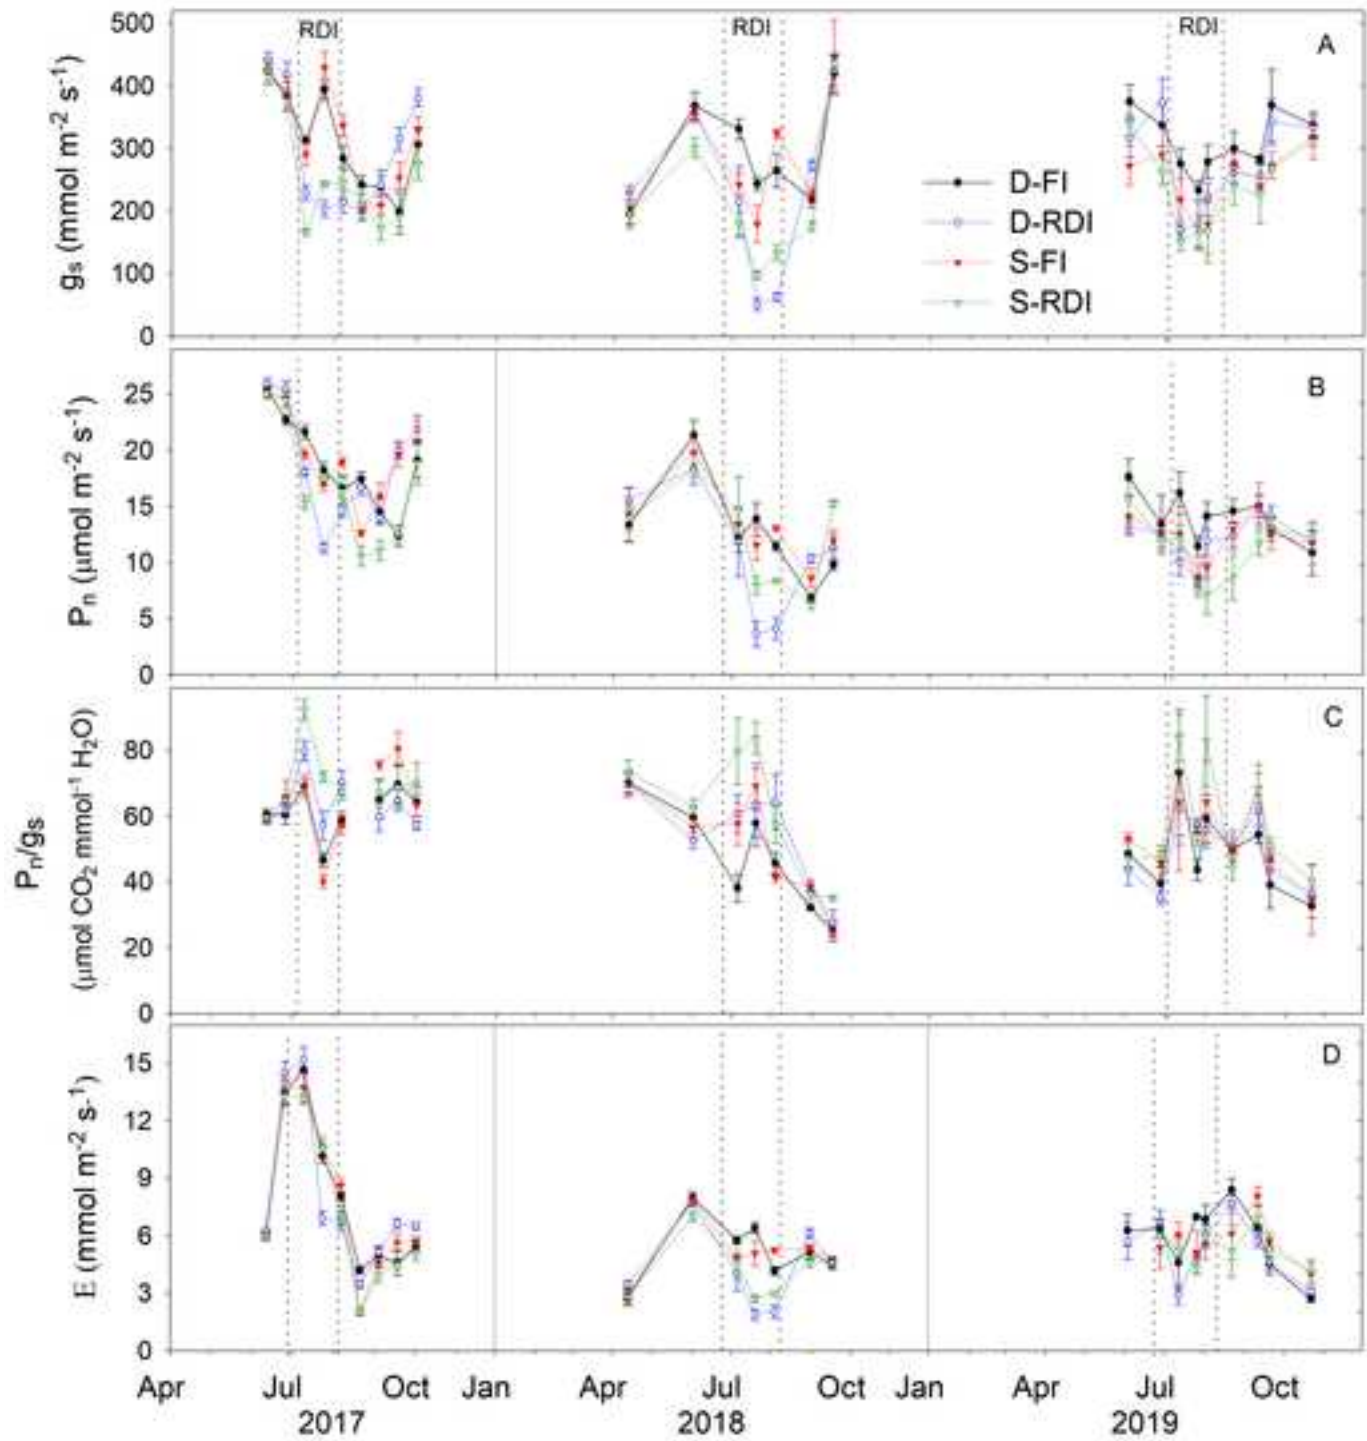 RDI RDI RDI
A
500
400
300
200
100
0
gs (mmol m-2 s-1)
D-FI
D-RDI
S-FI
S-RDI
B
25
20
15
10
5
0
Pn (μmol m-2 s-1)
C
80
60
40
20
0
Pn/gs
(μmol CO2 mmol-1 H2O)
D
15
12
9
6
3
0
E (mmol m-2 s-1)
Apr Jul Oct Jan Apr Jul Oct Jan Apr Jul Oct
2017 2018 2019